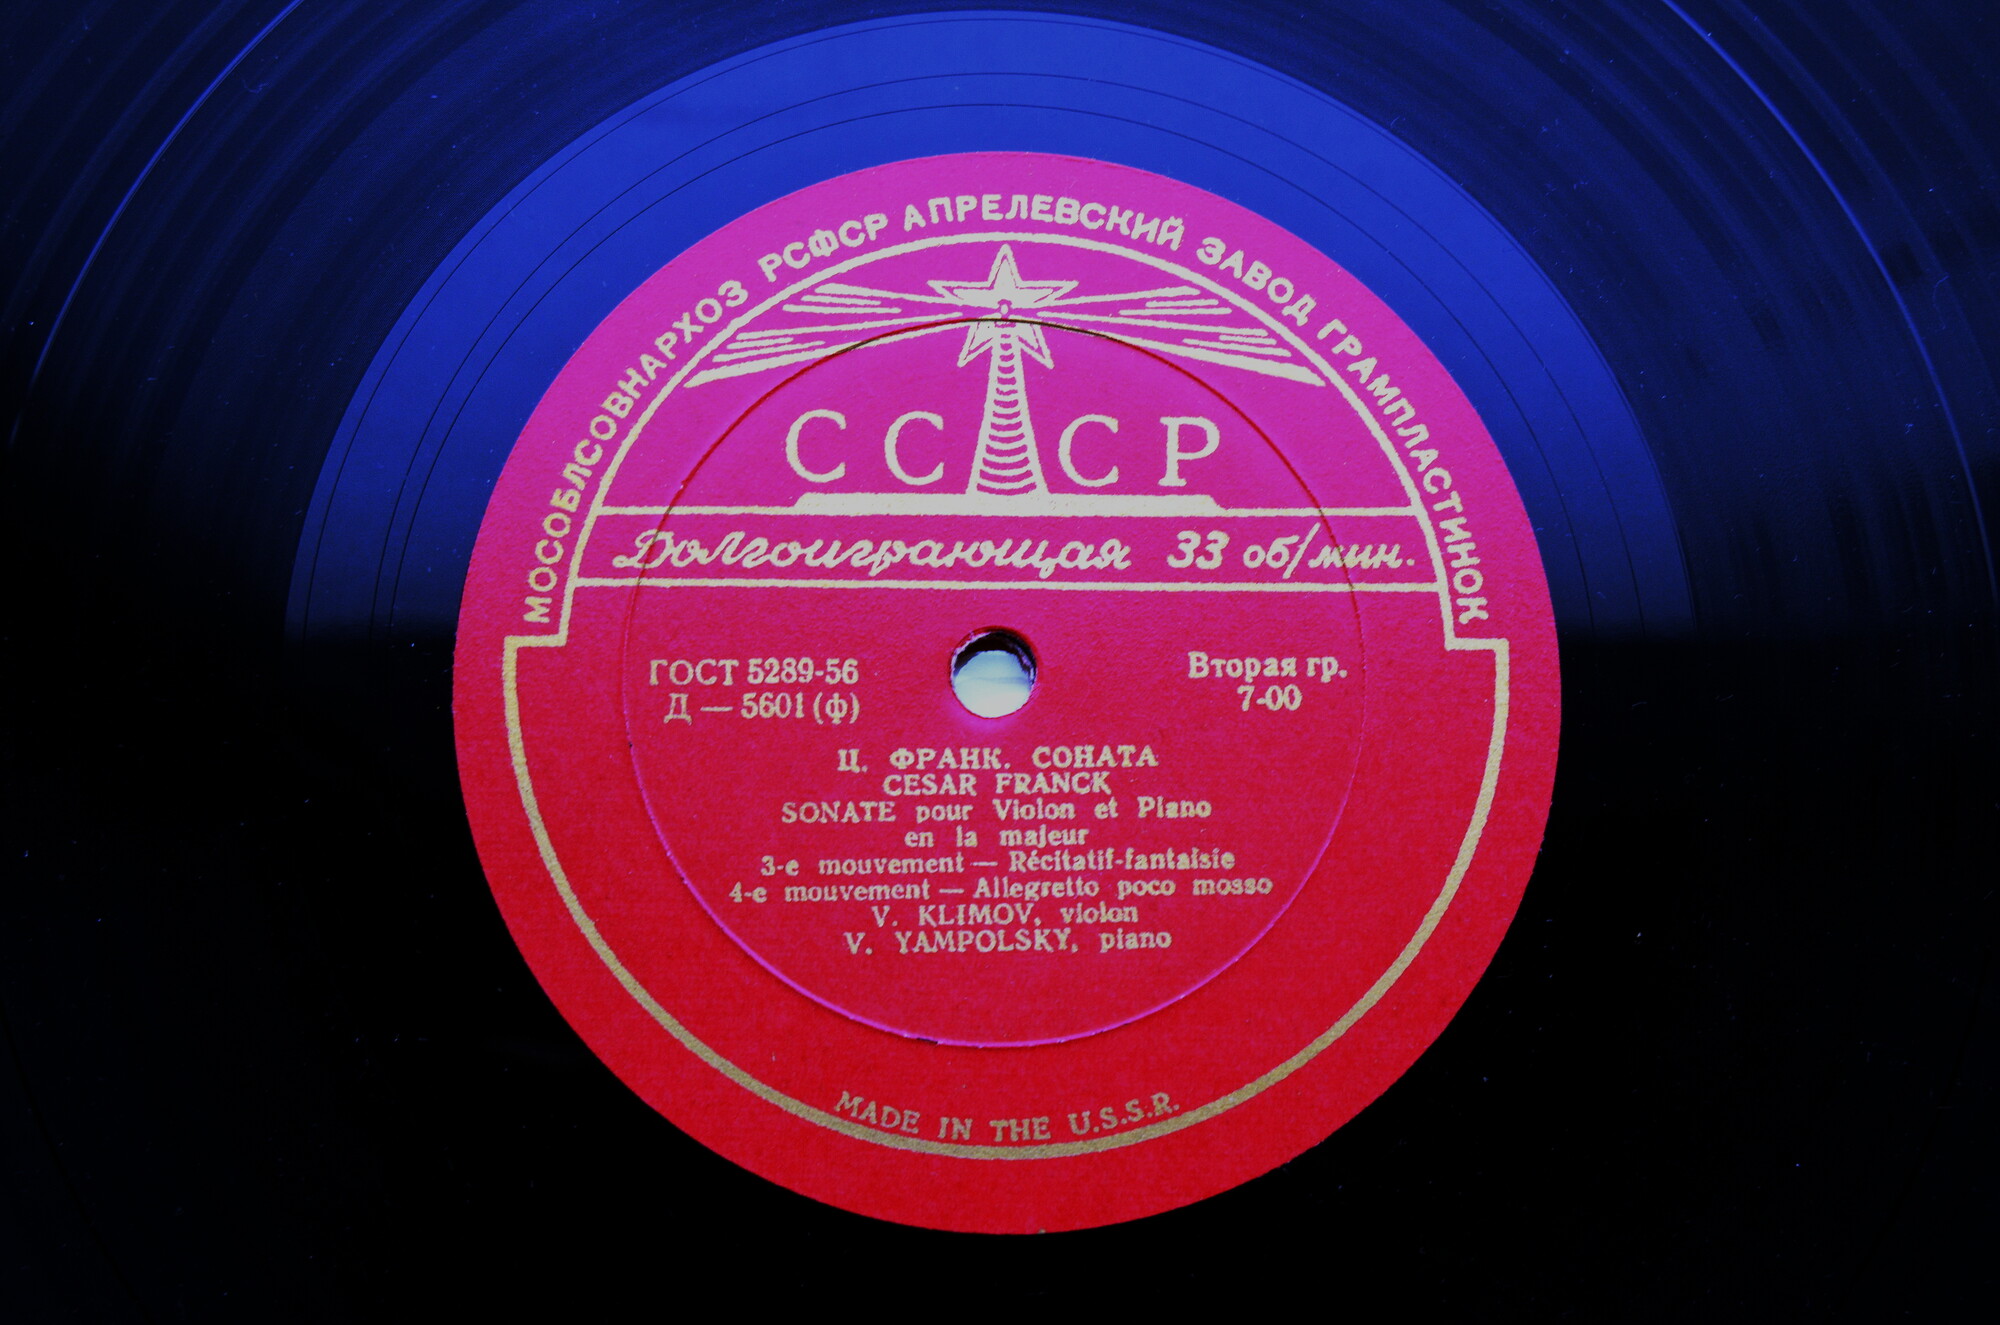 МОСОБЛСОВНАРХОЗ РСФСР АПРЕЛЕВСКИЙ ЗАВОД ГРАМПЛАСТИНОК
СССР
Долгоиграющая 33 об/мин.
ГОСТ 5289-56
Д — 5601 (ф)
Вторая гр.
7-00
Ц. ФРАНК. СОНАТА
CESAR FRANCK
SONATE pour Violon et Piano
en la majeur
3-e mouvement — Récitatif-fantaisie
4-e mouvement — Allegretto poco mosso
V. KLIMOV, violon
V. YAMPOLSKY, piano
MADE IN THE U.S.S.R.